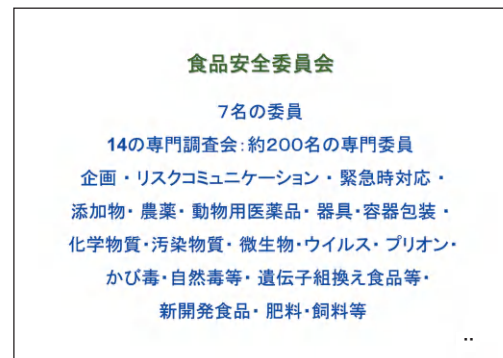 食品安全委員会
7名の委員
14の専門調査会:約200名の専門委員
企画・リスクコミュニケーション・緊急時対応・
添加物・農薬・動物用医薬品・器具・容器包装・
化学物質・汚染物質・微生物・ウイルス・プリオン・
かび毒・自然毒等・遺伝子組換え食品等・
新開発食品・肥料・飼料等
..